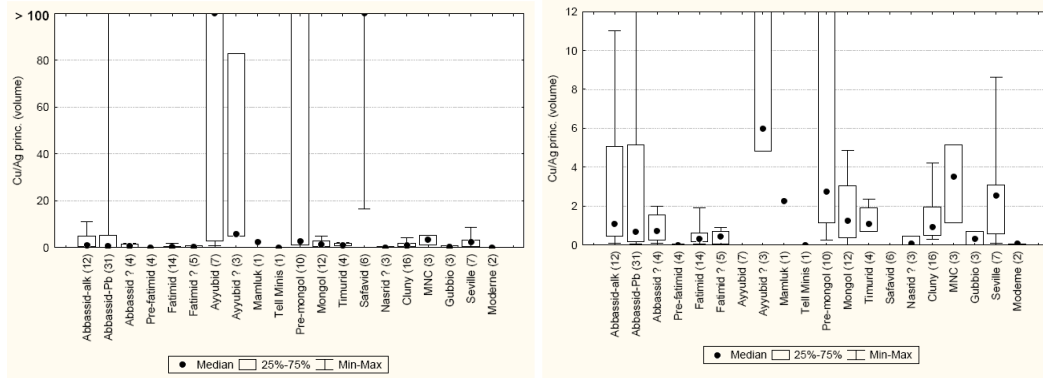 > 100
80
60
40
20
0
Cu/Ag princ. (volume)
Abbassid-alk (12)
Abbassid-Pb (31)
Abbassid ? (4)
Pre-fatimid (4)
Fatimid (14)
Fatimid ? (5)
Ayyubid (7)
Ayyubid ? (3)
Mamluk (1)
Tell Minis (1)
Pre-mongol (10)
Mongol (12)
Timurid (4)
Safavid (6)
Nasrid ? (3)
Cluny (16)
MNC (3)
Gubbio (3)
Seville (7)
Moderne (2)
Median 25%-75% Min-Max
12
10
8
6
4
2
0
Cu/Ag princ. (volume)
Abbassid-alk (12)
Abbassid-Pb (31)
Abbassid ? (4)
Pre-fatimid (4)
Fatimid (14)
Fatimid ? (5)
Ayyubid (7)
Ayyubid ? (3)
Mamluk (1)
Tell Minis (1)
Pre-mongol (10)
Mongol (12)
Timurid (4)
Safavid (6)
Nasrid ? (3)
Cluny (16)
MNC (3)
Gubbio (3)
Seville (7)
Moderne (2)
Median 25%-75% Min-Max